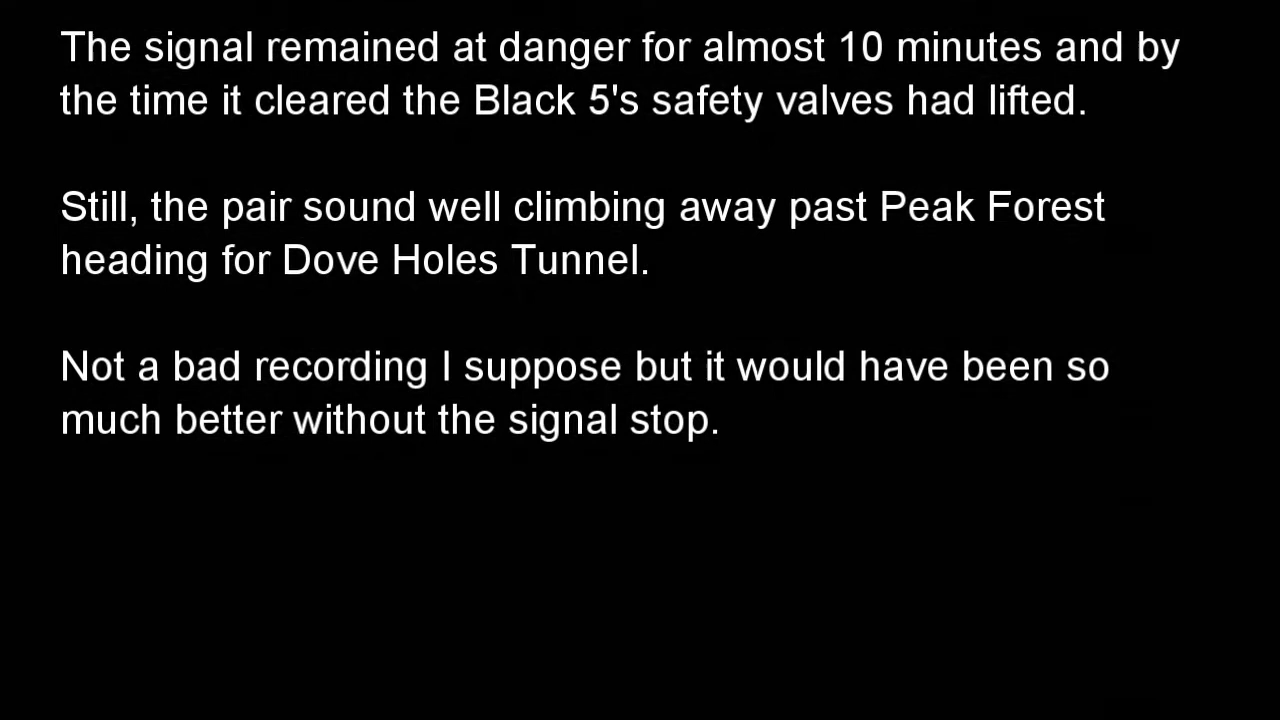 The signal remained at danger for almost 10 minutes and by
the time it cleared the Black 5's safety valves had lifted.
Still, the pair sound well climbing away past Peak Forest
heading for Dove Holes Tunnel.
Not a bad recording I suppose but it would have been so
much better without the signal stop.